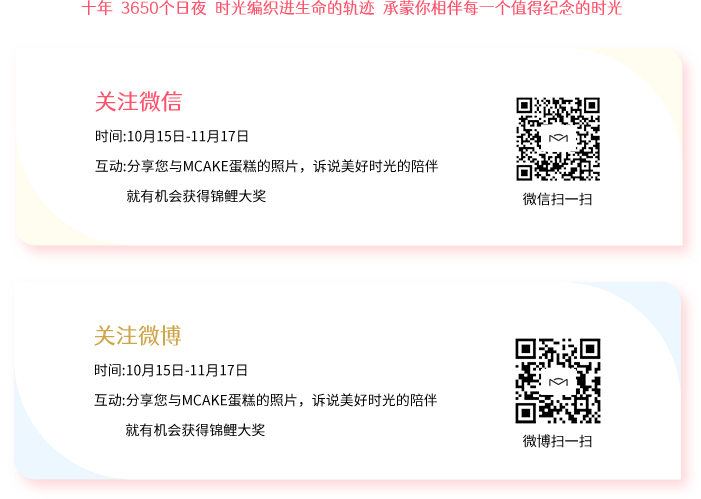 十年 3650个日夜 时光编织进生命的轨迹 承蒙你相伴每一个值得纪念的时光
关注微信
时间:10月15日-11月17日
互动:分享您与MCAKE蛋糕的照片，诉说美好时光的陪伴
就有机会获得锦鲤大奖
微信扫一扫
关注微博
时间:10月15日-11月17日
互动:分享您与MCAKE蛋糕的照片，诉说美好时光的陪伴
就有机会获得锦鲤大奖
微博扫一扫